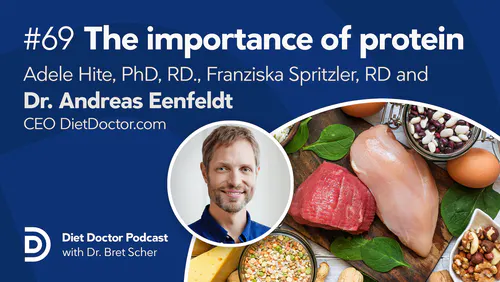 #69 The importance of protein
Adele Hite, PhD, RD., Franziska Spritzler, RD and
Dr. Andreas Eenfeldt
CEO DietDoctor.com
Diet Doctor Podcast
with Dr. Bret Scher